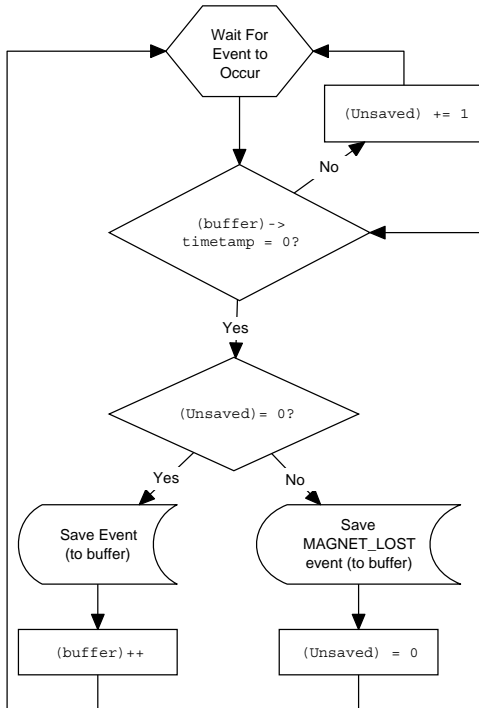 Wait For
Event to
Occur
(Unsaved) += 1
No
(buffer)->
timetamp = 0?
Yes
(Unsaved)= 0?
Yes
No
Save Event
(to buffer)
Save
MAGNET_LOST
event (to buffer)
(buffer)++
(Unsaved) = 0